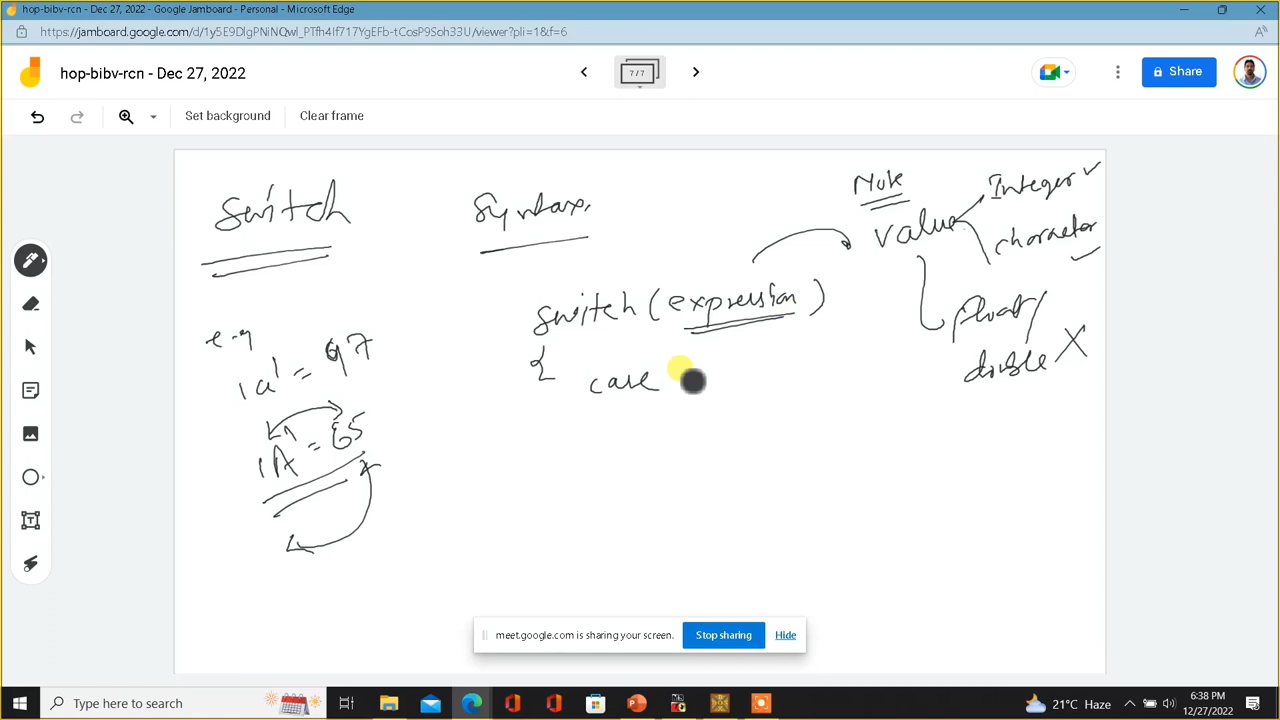 hop-bibv-rcn - Dec 27, 2022 - Google Jamboard - Personal - Microsoft Edge
https://jamboard.google.com/d/1y5E9DlgPNiNQwl_PTfh4If717YgEFb-tCosP9Soh33U/viewer?pli=1&f=6
hop-bibv-rcn - Dec 27, 2022
7/7
Share
Set background
Clear frame
Switch
Syntax,
Note
value
Integer ✓
character ✓
float/
double X
switch (expression)
{
case
e-g
'a' = 97
'A' = 65
meet.google.com is sharing your screen.
Stop sharing
Hide
Type here to search
21°C Haze
6:38 PM
12/27/2022